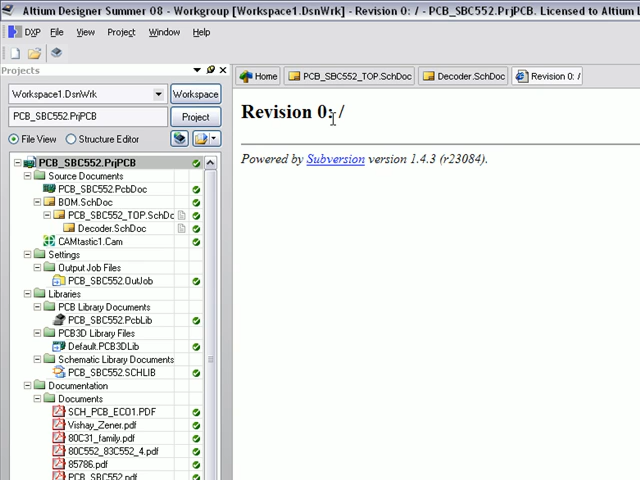 Altium Designer Summer 08 - Workgroup [Workspace1.DsnWrk] - Revision 0: / - PCB_SBC552.PrjPCB. Licensed to Altium L
DXP File View Project Window Help
Projects
Workspace1.DsnWrk Workspace
PCB_SBC552.PrjPCB Project
File View Structure Editor
PCB_SBC552.PrjPCB
Source Documents
PCB_SBC552.PcbDoc
BOM.SchDoc
PCB_SBC552_TOP.SchDc
Decoder.SchDoc
CAMtastic1.Cam
Settings
Output Job Files
PCB_SBC552.OutJob
Libraries
PCB Library Documents
PCB_SBC552.PcbLib
PCB3D Library Files
Default.PCB3DLib
Schematic Library Documents
PCB_SBC552.SCHLIB
Documentation
Documents
SCH_PCB_ECO1.PDF
Vishay_Zener.pdf
80C31_family.pdf
80C552_83C552_4.pdf
85786.pdf
PCB_SBC552.pdf
Home PCB_SBC552_TOP.SchDoc Decoder.SchDoc Revision 0: /
Revision 0: /
Powered by Subversion version 1.4.3 (r23084).